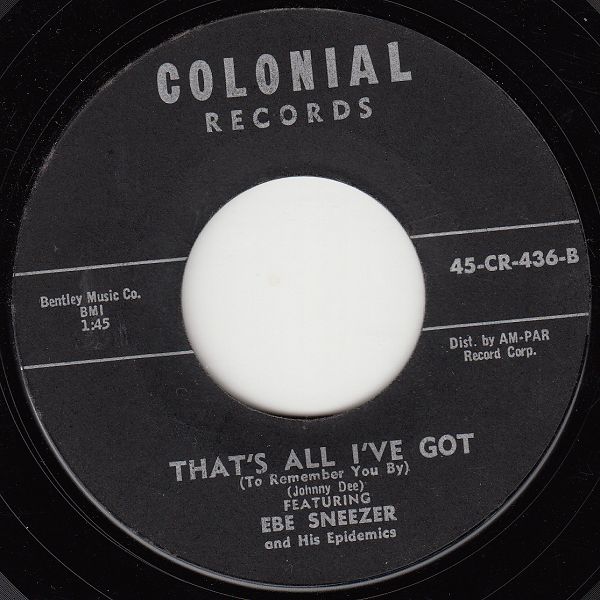 COLONIAL
RECORDS
45-CR-436-B
Bentley Music Co.
BMI
1:45
Dist. by AM-PAR
Record Corp.
THAT'S ALL I'VE GOT
(To Remember You By)
(Johnny Dee)
FEATURING
EBE SNEEZER
and His Epidemics